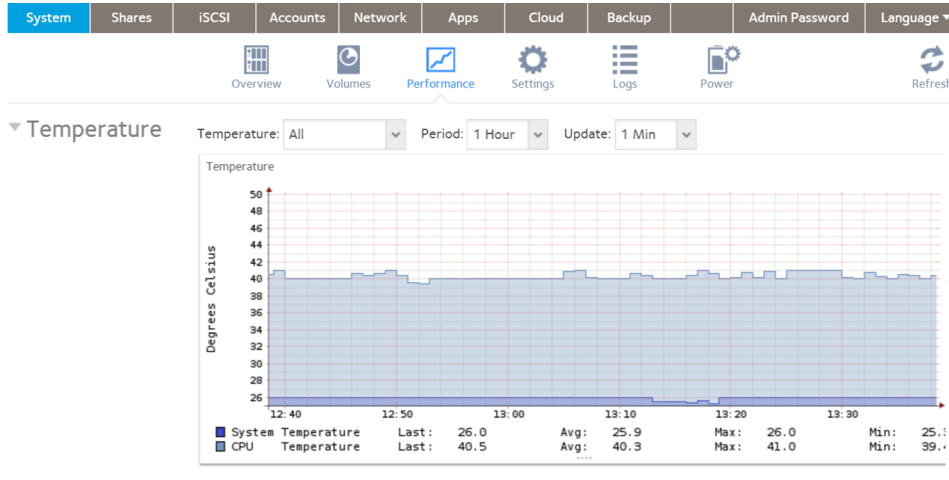 System Shares iSCSI Accounts Network Apps Cloud Backup Admin Password Language
Overview Volumes Performance Settings Logs Power
Temperature
Temperature: All Period: 1 Hour Update: 1 Min
Temperature
50
48
46
44
42
40
38
36
34
32
30
28
26
Degrees Celsius
12:40 12:50 13:00 13:10 13:20 13:30
System Temperature Last: 26.0 Avg: 25.9 Max: 26.0 Min:
CPU Temperature Last: 40.5 Avg: 40.3 Max: 41.0 Min: